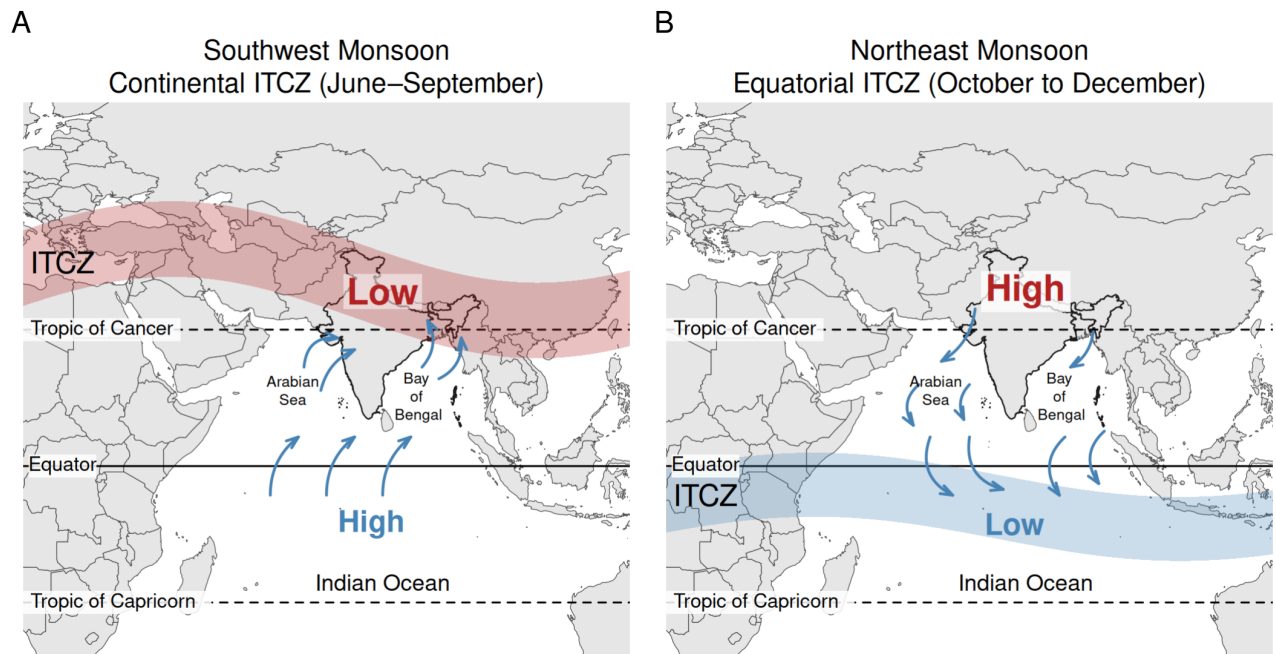 A
Southwest Monsoon
Continental ITCZ (June–September)
ITCZ
Low
Tropic of Cancer
Arabian
Sea
Bay
of
Bengal
Equator
High
Indian Ocean
Tropic of Capricorn
B
Northeast Monsoon
Equatorial ITCZ (October to December)
High
Tropic of Cancer
Arabian
Sea
Bay
of
Bengal
Equator
ITCZ
Low
Indian Ocean
Tropic of Capricorn